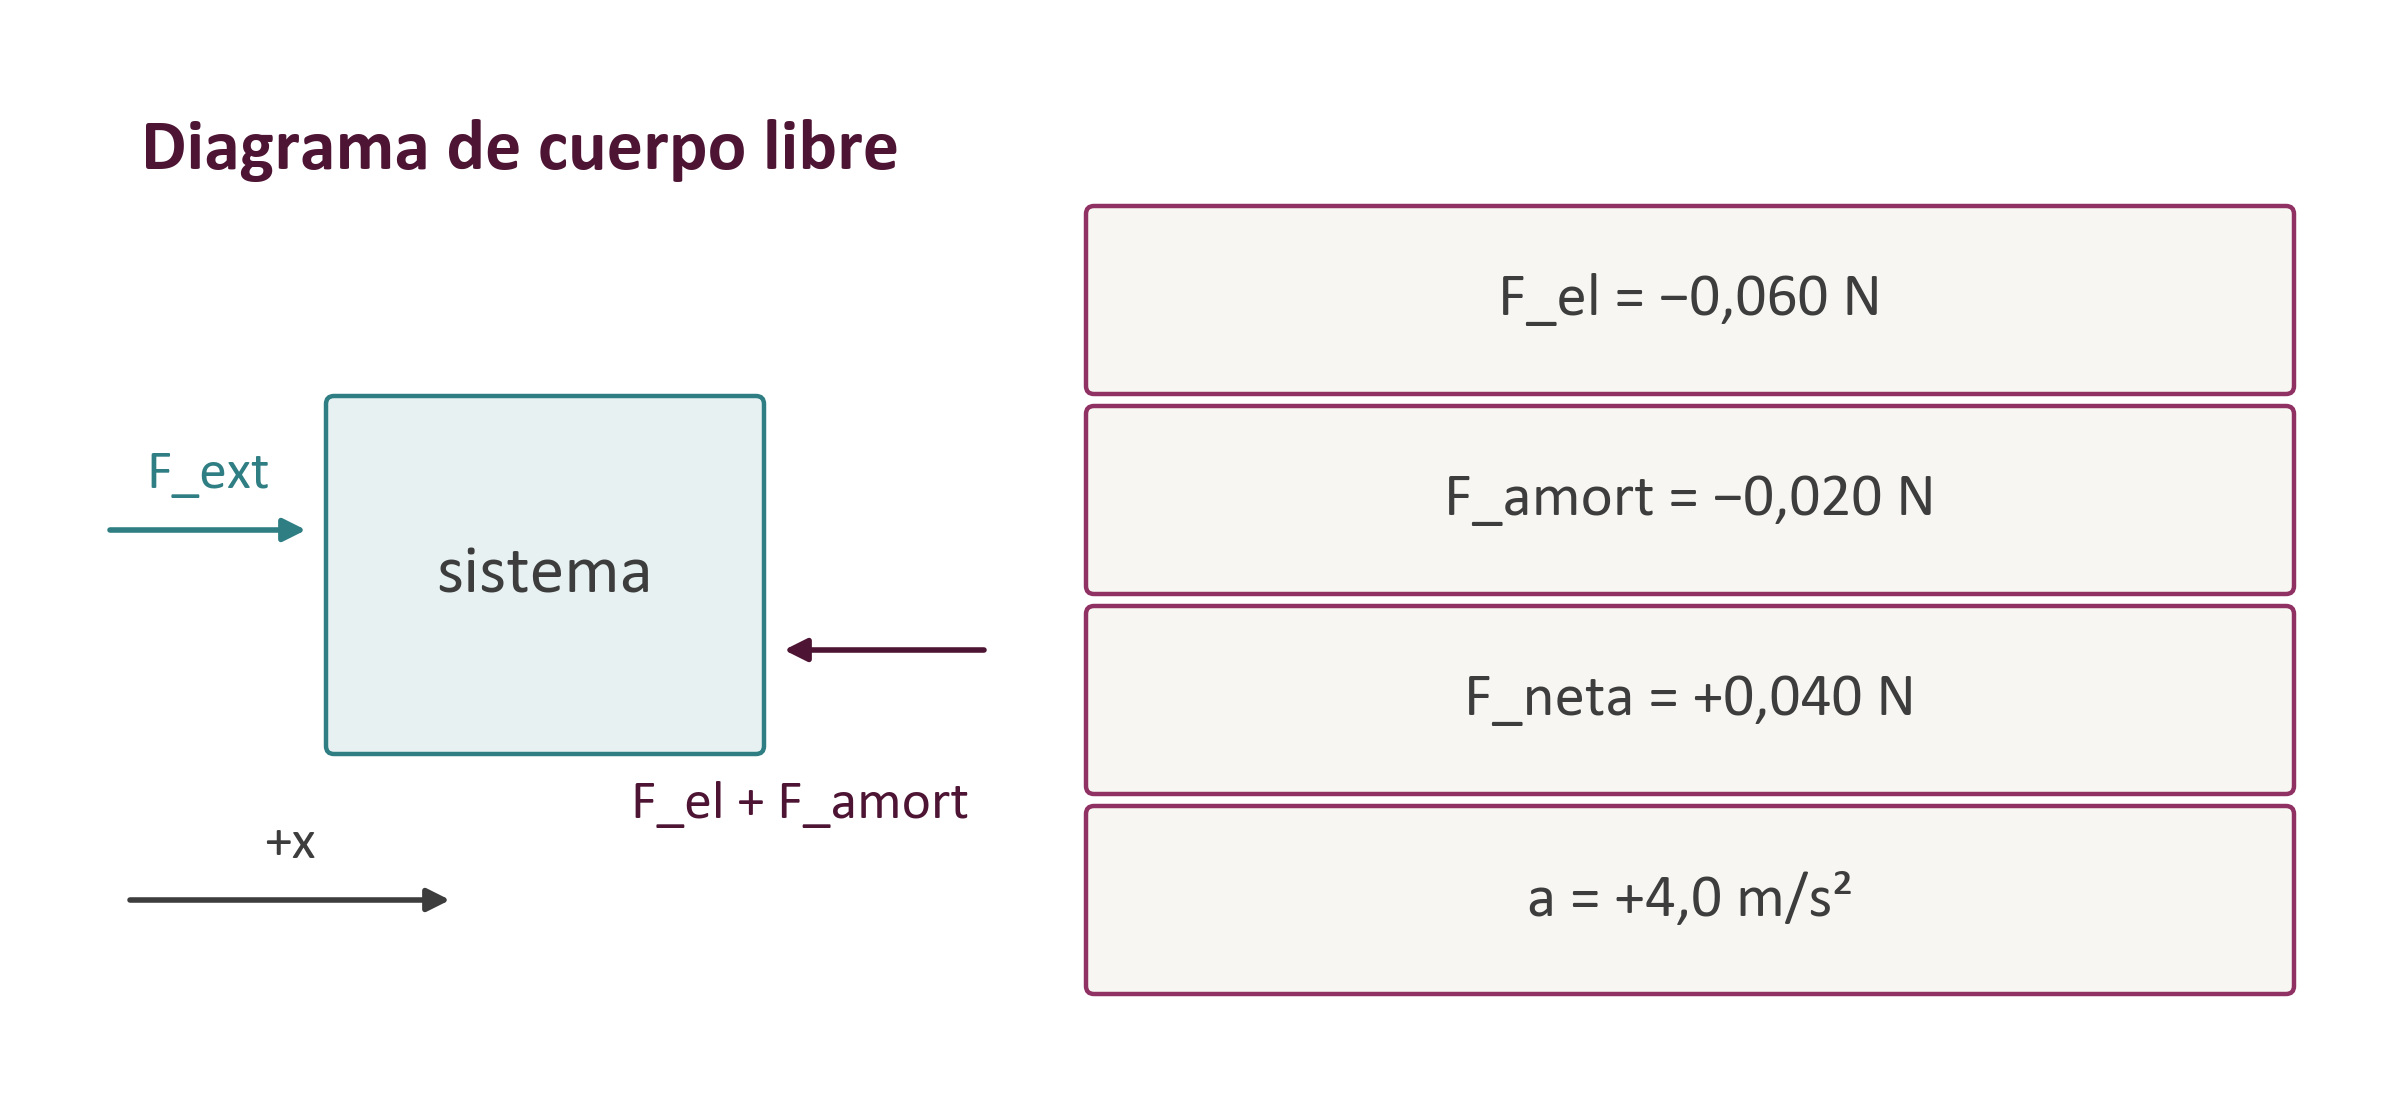 Diagrama de cuerpo libre
F_ext
sistema
F_el + F_amort
+x
F_el = −0,060 N
F_amort = −0,020 N
F_neta = +0,040 N
a = +4,0 m/s²